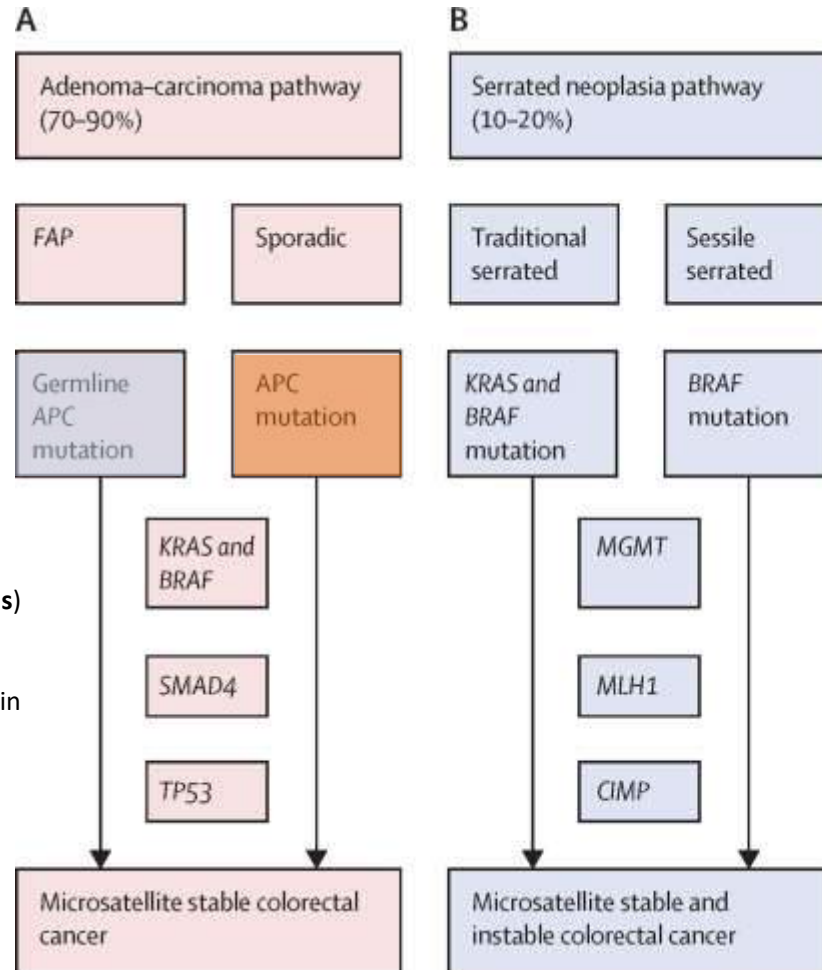 A
Adenoma–carcinoma pathway
(70–90%)
FAP
Sporadic
Germline
APC
mutation
APC
mutation
KRAS and
BRAF
SMAD4
TP53
Microsatellite stable colorectal
cancer
B
Serrated neoplasia pathway
(10–20%)
Traditional
serrated
Sessile
serrated
KRAS and
BRAF
mutation
BRAF
mutation
MGMT
MLH1
CIMP
Microsatellite stable and
instable colorectal cancer
s)
in